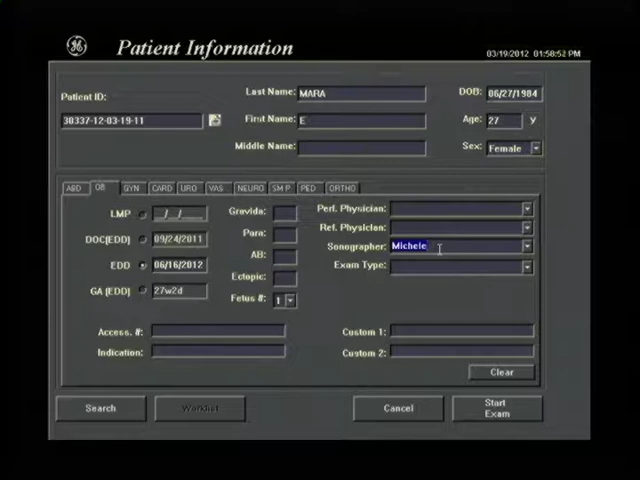 Patient Information
03/19/2012 01:58:52 PM
Patient ID:
30337-12-03-19-11
Last Name: MARA
First Name: E
Middle Name:
DOB: 06/27/1984
Age: 27 y
Sex: Female
ABD OB GYN CARD URO VAS NEURO SM P PED ORTHO
LMP __/__/____
DOC[EDD] 09/24/2011
EDD 06/16/2012
GA [EDD] 27w2d
Gravida:
Para:
AB:
Ectopic:
Fetus #: 1
Perf. Physician:
Ref. Physician:
Sonographer: Michele
Exam Type:
Access. #:
Indication:
Custom 1:
Custom 2:
Clear
Search
Worklist
Cancel
Start
Exam